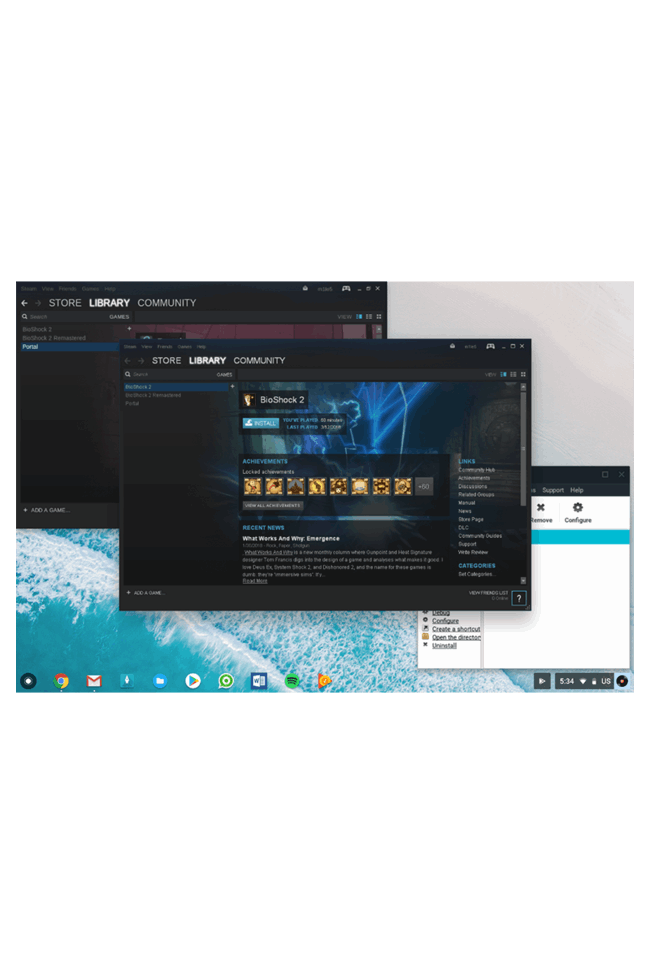 Steam View Friends Games Help
STORE LIBRARY COMMUNITY
Search GAMES VIEW
BioShock 2
BioShock 2 Remastered
Portal
+ ADD A GAME...
Steam View Friends Games Help
STORE LIBRARY COMMUNITY
Search GAMES VIEW
BioShock 2
BioShock 2 Remastered
Portal
BioShock 2
INSTALL
YOU'VE PLAYED
LAST PLAYED
ACHIEVEMENTS
Locked achievements
+50
VIEW ALL ACHIEVEMENTS
RECENT NEWS
What Works And Why: Emergence
What Works And Why is a new monthly column where Gunpoint and Heat Signature
designer Tom Francis digs into the design of a game and analyses what makes it good. I
love Deus Ex, System Shock 2, and Dishonored 2, and the name for these games is
dumb: they're 'immersive sims'. It's...
Read More
LINKS
Community Hub
Achievements
Discussions
Related Groups
Manual
News
Store Page
DLC
Community Guides
Support
Write Review
CATEGORIES
Set Categories...
+ ADD A GAME...
VIEW FRIENDS LIST
?
Support Help
Remove Configure
Debug
Configure
Create a shortcut
Open the director
Uninstall
5:34 US